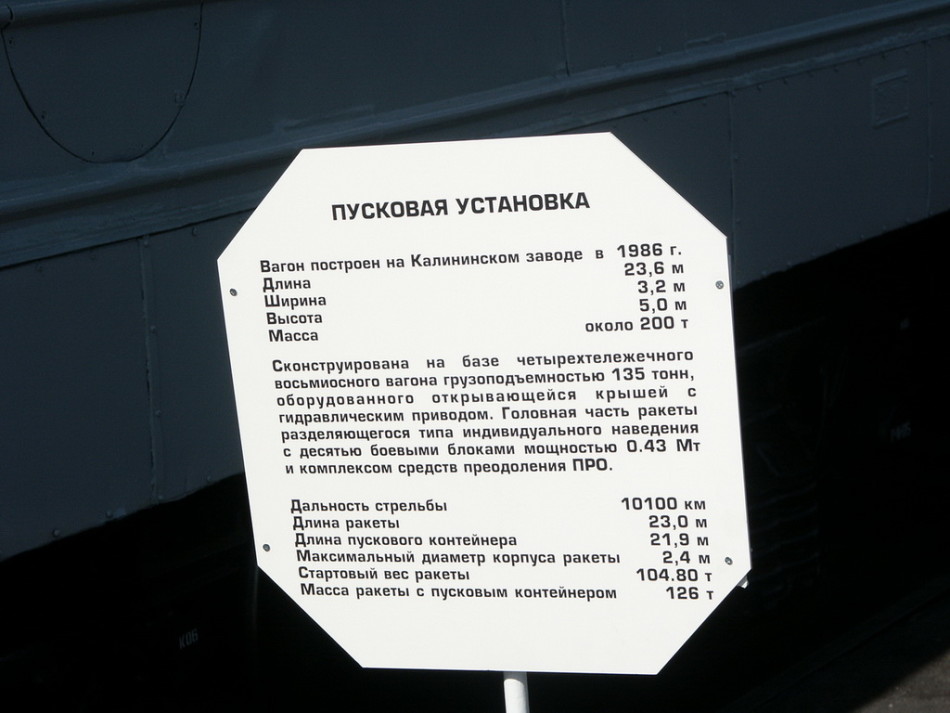 ПУСКОВАЯ УСТАНОВКА
Вагон построен на Калининском заводе в 1986 г.
Длина 23,6 м
Ширина 3,2 м
Высота 5,0 м
Масса около 200 т
Сконструирована на базе четырехтележечного
восьмиосного вагона грузоподъемностью 135 тонн,
оборудованного открывающейся крышей с
гидравлическим приводом. Головная часть ракеты
разделяющегося типа индивидуального наведения
с десятью боевыми блоками мощностью 0.43 Мт
и комплексом средств преодоления ПРО.
Дальность стрельбы 10100 км
Длина ракеты 23,0 м
Длина пускового контейнера 21,9 м
Максимальный диаметр корпуса ракеты 2,4 м
Стартовый вес ракеты 104.80 т
Масса ракеты с пусковым контейнером 126 т